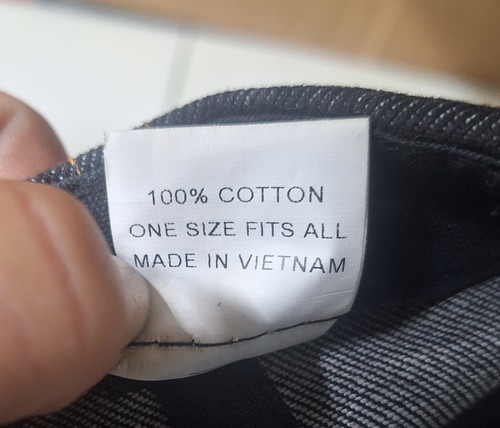 100% COTTON
ONE SIZE FITS ALL
MADE IN VIETNAM